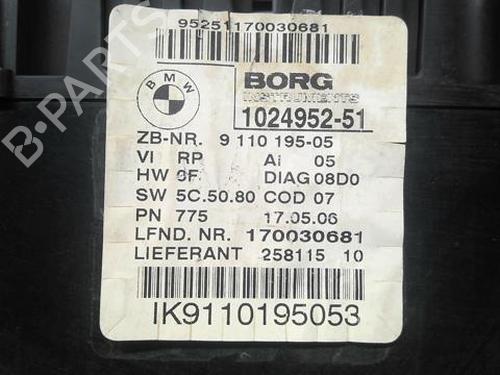 95251170030681
BMW
BORG
INSTRUMENTS
1024952-51
ZB-NR. 9 110 195-05
VI RP AI 05
HW 8F DIAG 08D0
SW 5C.50.80 COD 07
PN 775 17.05.06
LFND. NR. 170030681
LIEFERANT 258115 10
IK9110195053
B-PARTS